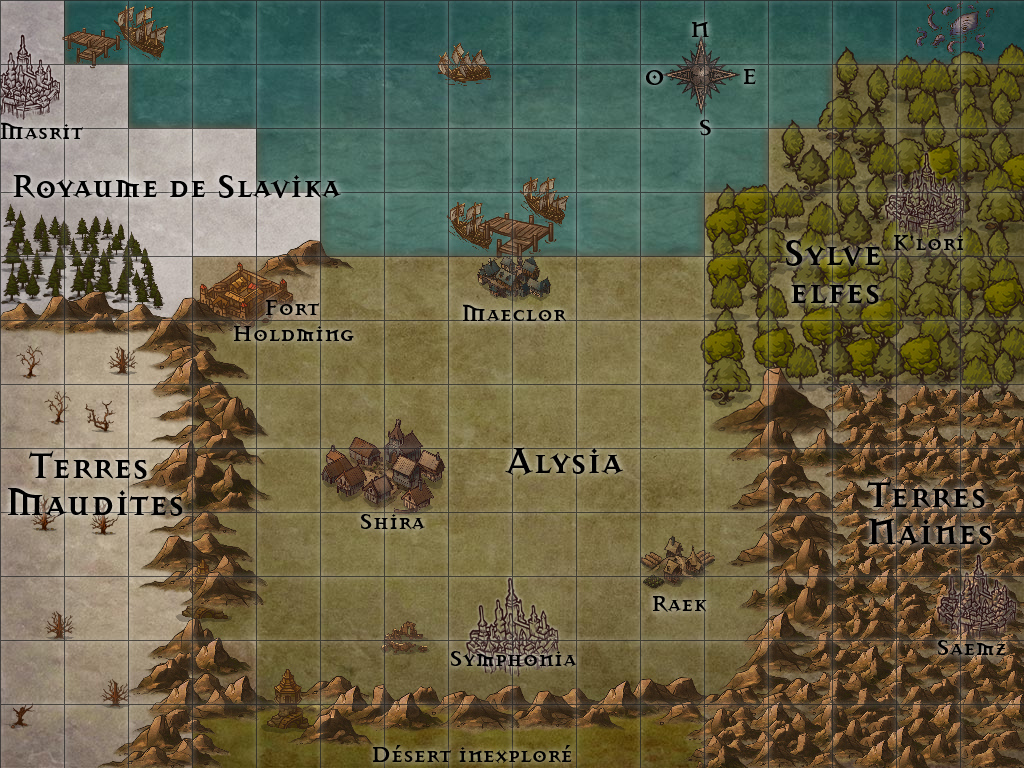 N
O
E
S
Masrit
Royaume de Slavika
K'lori
Sylve
elfes
Fort
Holdming
Maeclor
Terres
Maudites
Alysia
Shira
Terres
Naines
Raek
Symphonia
Saemž
Désert inexploré